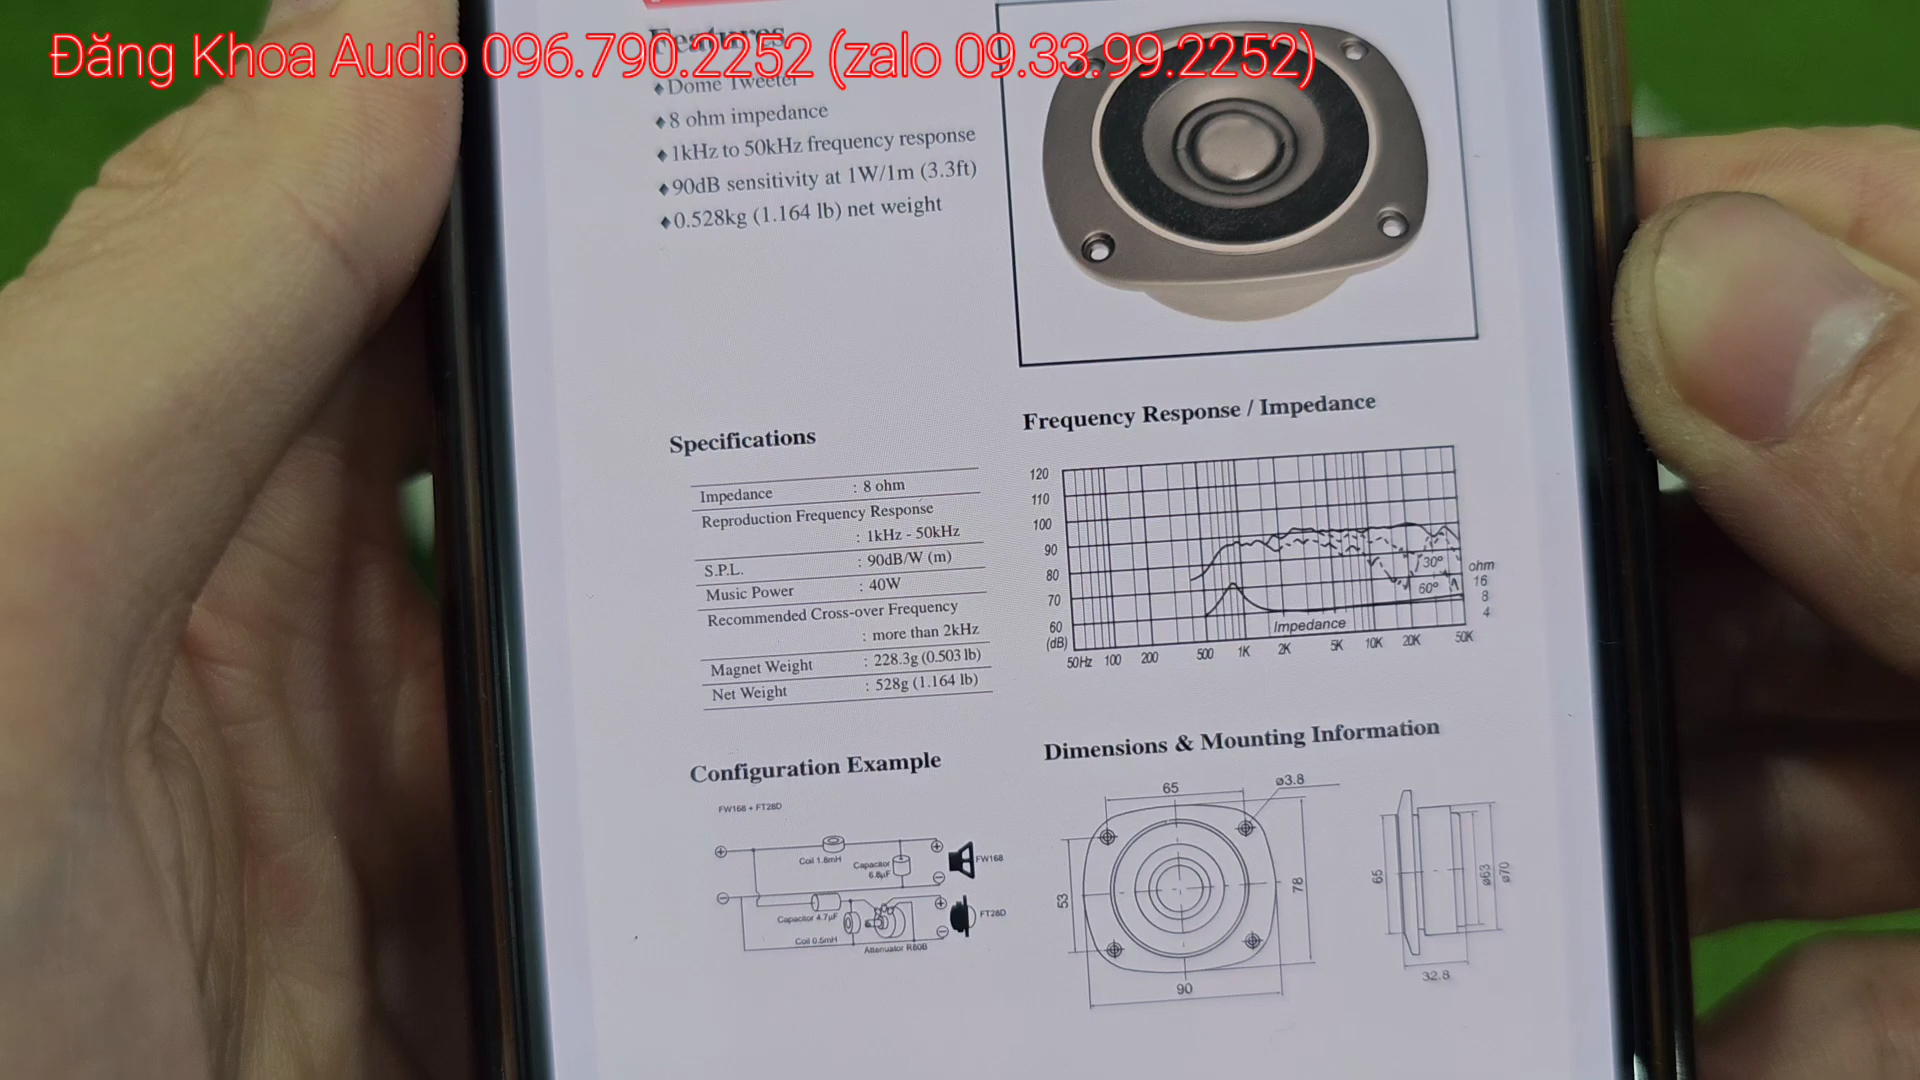 Đăng Khoa Audio 096.790.2252 (zalo 09.33.99.2252)
Features
♦ Dome Tweeter
♦ 8 ohm impedance
♦ 1kHz to 50kHz frequency response
♦ 90dB sensitivity at 1W/1m (3.3ft)
♦ 0.528kg (1.164 lb) net weight
Specifications
Impedance : 8 ohm
Reproduction Frequency Response
: 1kHz - 50kHz
S.P.L. : 90dB/W (m)
Music Power : 40W
Recommended Cross-over Frequency
: more than 2kHz
Magnet Weight : 228.3g (0.503 lb)
Net Weight : 528g (1.164 lb)
Frequency Response / Impedance
120
110
100
90
80
70
60
(dB)
30°
60°
ohm
16
8
4
Impedance
50Hz 100 200 500 1K 2K 5K 10K 20K 50K
Configuration Example
FW168 + FT28D
Coil 1.8mH
Capacitor
6.8µF
FW168
Capacitor 4.7µF
Coil 0.5mH
Attenuator R80B
FT28D
Dimensions & Mounting Information
65
ø3.8
53
78
90
65
ø63
ø70
32.8